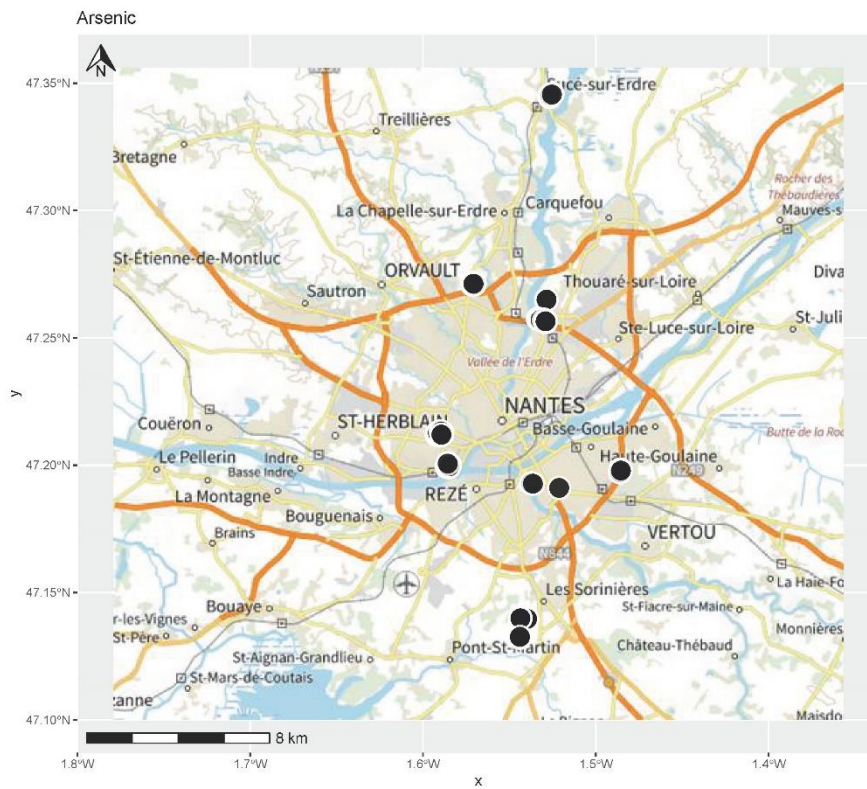 Arsenic
N
47.35°N
47.30°N
47.25°N
47.20°N
47.15°N
47.10°N
y
Sucé-sur-Erdre
Treillières
Bretagne
Rocher des
Thébaudières
La Chapelle-sur-Erdre
Carquefou
Mauves-s
St-Étienne-de-Montluc
ORVAULT
Thouaré-sur-Loire
Diva
Sautron
St-Juli
Ste-Luce-sur-Loire
Vallée de l'Erdre
NANTES
ST-HERBLAIN
Couëron
Basse-Goulaine
Butte de la Roc
Le Pellerin
Basse Indre
Indre
Haute-Goulaine
N249
La Montagne
REZÉ
Bouguenais
Brains
VERTOU
N844
La Haie-Fo
Les Sorinières
Bouaye
St-Fiacre-sur-Maine
r-les-Vignes
St-Père
Monnières
Pont-St-Martin
Château-Thébaud
St-Aignan-Grandlieu
St-Mars-de-Coutais
zanne
Maisdo
8 km
1.8°W
1.7°W
1.6°W
1.5°W
1.4°W
x